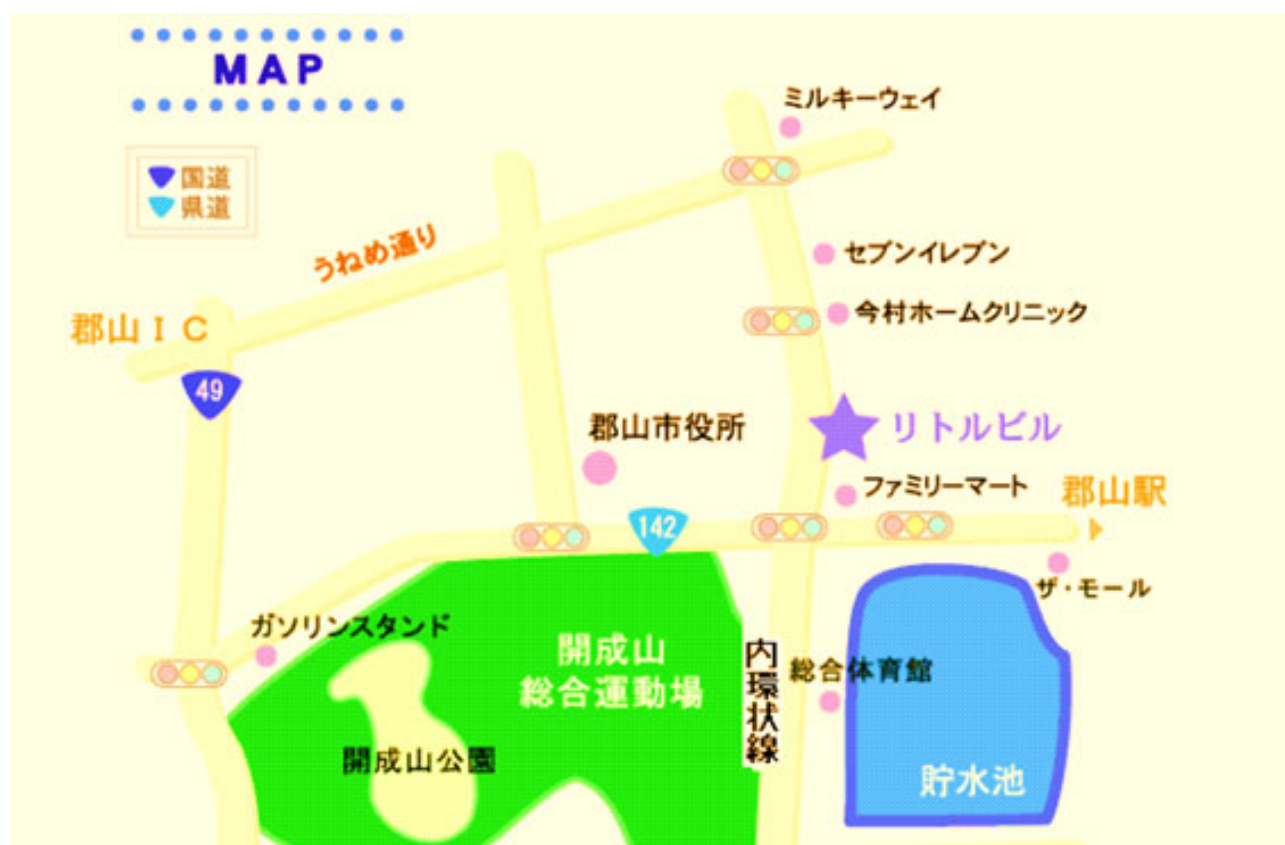 MAP
国道
県道
ミルキーウェイ
うねめ通り
セブンイレブン
郡山ＩＣ
今村ホームクリニック
49
郡山市役所
リトルビル
ファミリーマート
郡山駅
142
ザ・モール
ガソリンスタンド
開成山
総合運動場
内環状線
総合体育館
開成山公園
貯水池